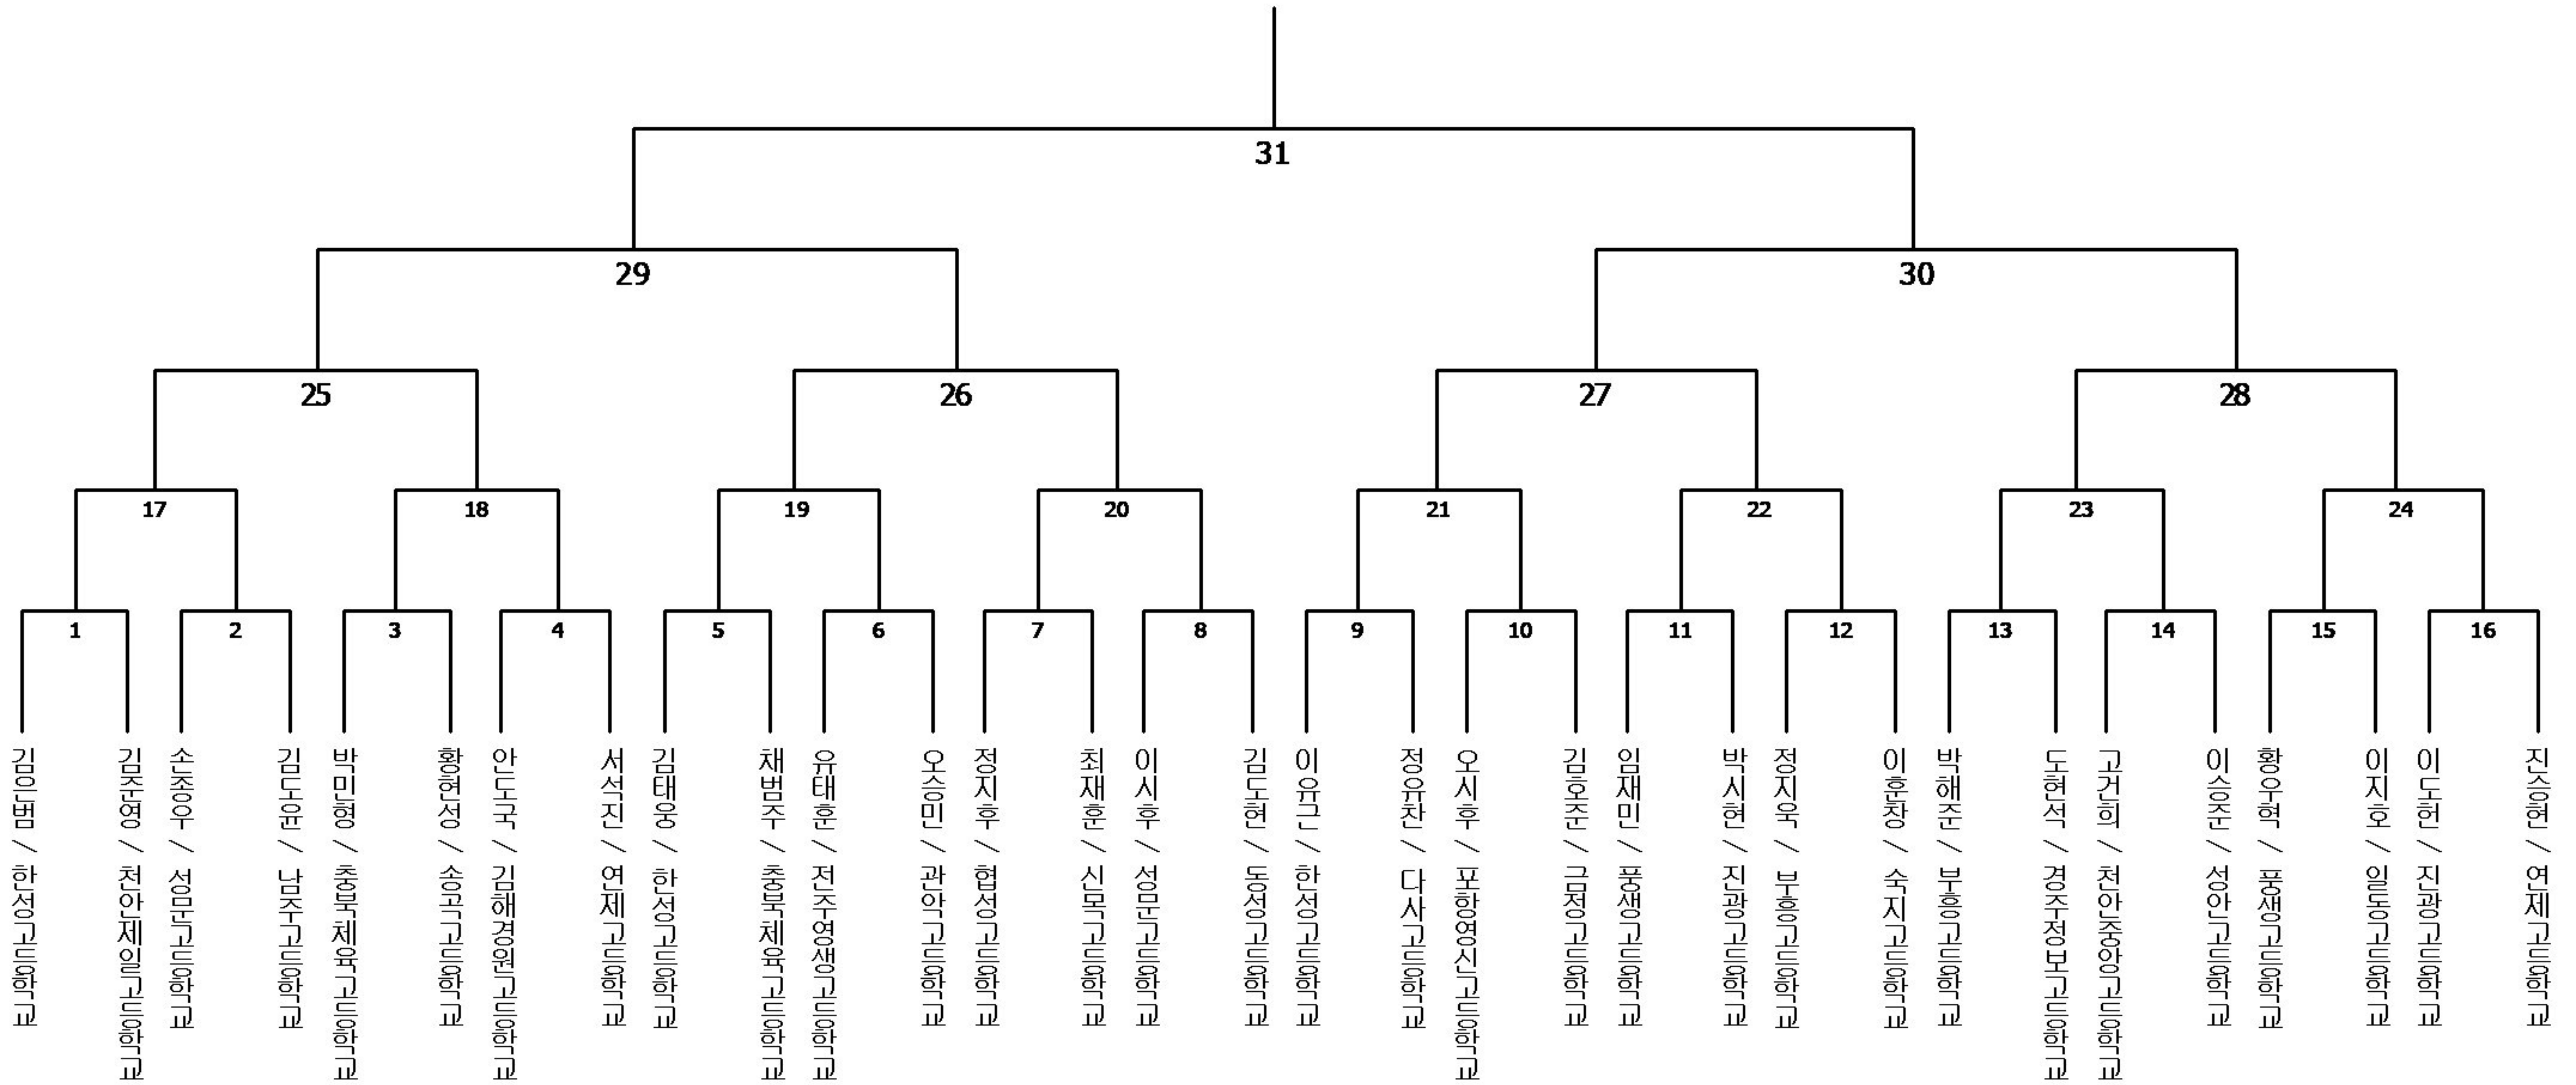 31
29
30
25
26
27
28
17
18
19
20
21
22
23
24
1
2
3
4
5
6
7
8
9
10
11
12
13
14
15
16
김은범 / 한성고등학교
김준영 / 천안제일고등학교
손종우 / 성문고등학교
김도윤 / 남주고등학교
박민형 / 충북체육고등학교
황현성 / 송곡고등학교
안도국 / 김해경원고등학교
서석진 / 연제고등학교
김태웅 / 한성고등학교
채범주 / 충북체육고등학교
유태훈 / 전주영생고등학교
오승민 / 관악고등학교
정지후 / 협성고등학교
최재훈 / 신목고등학교
이시후 / 성문고등학교
김도현 / 동성고등학교
이유근 / 한성고등학교
정유찬 / 다사고등학교
오시후 / 포항영신고등학교
김호준 / 금정고등학교
임재민 / 풍생고등학교
박시현 / 진광고등학교
정지욱 / 부흥고등학교
이훈창 / 숙지고등학교
박해준 / 부흥고등학교
도현석 / 경주정보고등학교
고건희 / 천안중앙고등학교
이승준 / 성안고등학교
황우혁 / 풍생고등학교
이지호 / 일동고등학교
이도헌 / 진광고등학교
진승현 / 연제고등학교